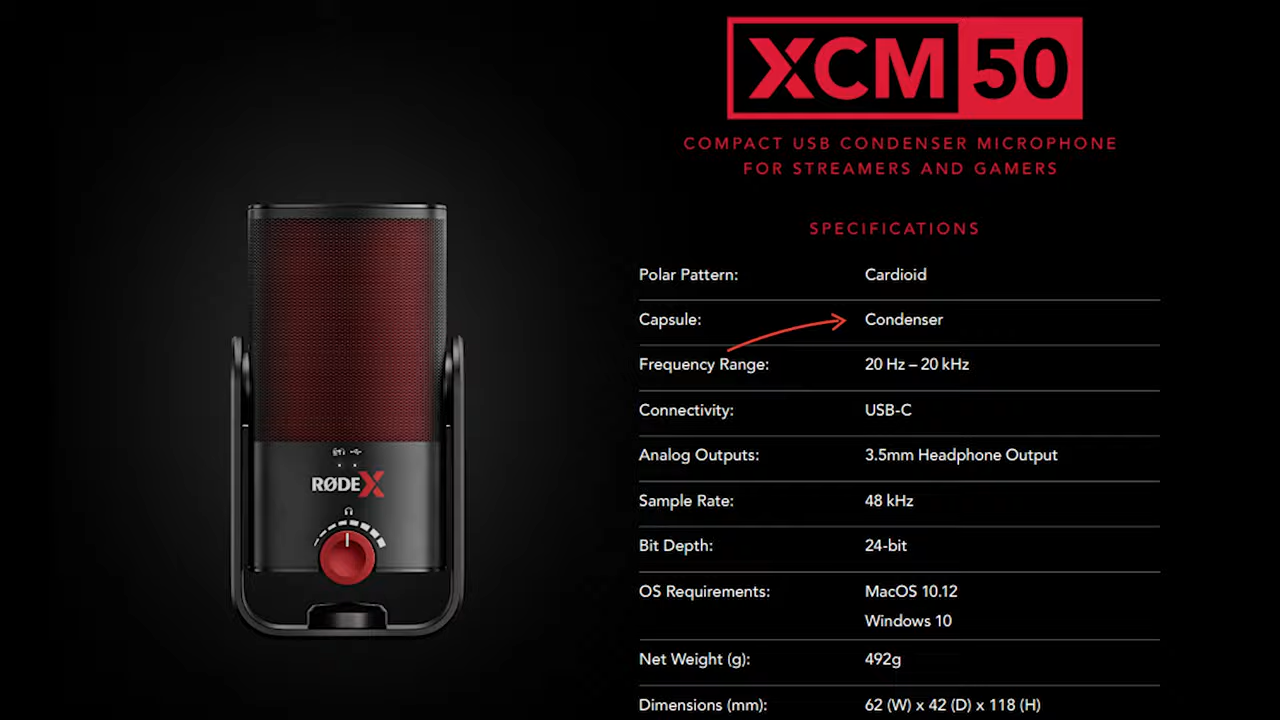 XCM 50
COMPACT USB CONDENSER MICROPHONE
FOR STREAMERS AND GAMERS
SPECIFICATIONS
Polar Pattern: Cardioid
Capsule: Condenser
Frequency Range: 20 Hz – 20 kHz
Connectivity: USB-C
Analog Outputs: 3.5mm Headphone Output
Sample Rate: 48 kHz
Bit Depth: 24-bit
OS Requirements: MacOS 10.12
Windows 10
Net Weight (g): 492g
Dimensions (mm): 62 (W) x 42 (D) x 118 (H)
RØDE X